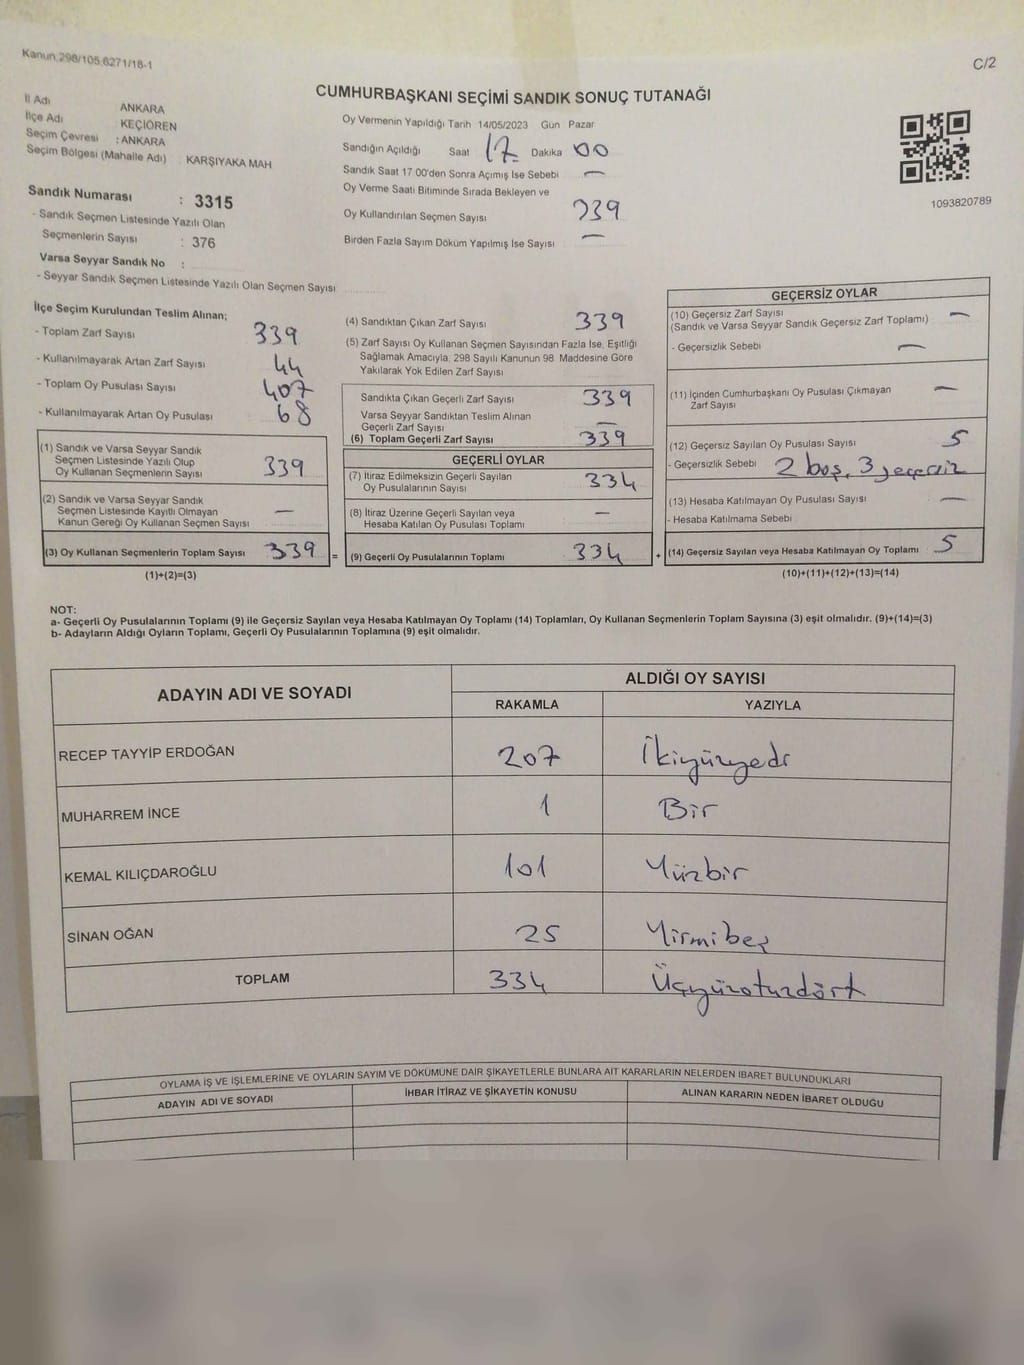 Kanun 298/105 6271/18-1
C/2
CUMHURBAŞKANI SEÇİMİ SANDIK SONUÇ TUTANAĞI
İl Adı ANKARA
İlçe Adı KEÇİÖREN
Seçim Çevresi : ANKARA
Seçim Bölgesi (Mahalle Adı) KARŞIYAKA MAH
Sandık Numarası : 3315
- Sandık Seçmen Listesinde Yazılı Olan
Seçmenlerin Sayısı : 376
Varsa Seyyar Sandık No :
- Seyyar Sandık Seçmen Listesinde Yazılı Olan Seçmen Sayısı
Oy Vermenin Yapıldığı Tarih 14/05/2023 Gün Pazar
Sandığın Açıldığı Saat 17 Dakika 00
Sandık Saat 17.00'den Sonra Açımış İse Sebebi —
Oy Verme Saati Bitiminde Sırada Bekleyen ve
Oy Kullandırılan Seçmen Sayısı 339
Birden Fazla Sayım Döküm Yapılmış İse Sayısı —
1093820789
İlçe Seçim Kurulundan Teslim Alınan;
- Toplam Zarf Sayısı 339
- Kullanılmayarak Artan Zarf Sayısı 44
- Toplam Oy Pusulası Sayısı 407
- Kullanılmayarak Artan Oy Pusulası 68
(1) Sandık ve Varsa Seyyar Sandık
Seçmen Listesinde Yazılı Olup
Oy Kullanan Seçmenlerin Sayısı 339
(2) Sandık ve Varsa Seyyar Sandık
Seçmen Listesinde Kayıtlı Olmayan
Kanun Gereği Oy Kullanan Seçmen Sayısı —
(3) Oy Kullanan Seçmenlerin Toplam Sayısı 339 =
(1)+(2)=(3)
(4) Sandıktan Çıkan Zarf Sayısı 339
(5) Zarf Sayısı Oy Kullanan Seçmen Sayısından Fazla İse, Eşitliği
Sağlamak Amacıyla; 298 Sayılı Kanunun 98. Maddesine Göre
Yakılarak Yok Edilen Zarf Sayısı
Sandıkta Çıkan Geçerli Zarf Sayısı 339
Varsa Seyyar Sandıktan Teslim Alınan
Geçerli Zarf Sayısı —
(6) Toplam Geçerli Zarf Sayısı 339
GEÇERLİ OYLAR
(7) İtiraz Edilmeksizin Geçerli Sayılan
Oy Pusulalarının Sayısı 334
(8) İtiraz Üzerine Geçerli Sayılan veya
Hesaba Katılan Oy Pusulası Toplamı —
(9) Geçerli Oy Pusulalarının Toplamı 334 +
GEÇERSİZ OYLAR
(10) Geçersiz Zarf Sayısı
(Sandık ve Varsa Seyyar Sandık Geçersiz Zarf Toplamı) —
- Geçersizlik Sebebi —
(11) İçinden Cumhurbaşkanı Oy Pusulası Çıkmayan
Zarf Sayısı —
(12) Geçersiz Sayılan Oy Pusulası Sayısı 5
- Geçersizlik Sebebi 2 boş, 3 geçersiz
(13) Hesaba Katılmayan Oy Pusulası Sayısı —
- Hesaba Katılmama Sebebi
(14) Geçersiz Sayılan veya Hesaba Katılmayan Oy Toplamı 5
(10)+(11)+(12)+(13)=(14)
NOT:
a- Geçerli Oy Pusulalarının Toplamı (9) ile Geçersiz Sayılan veya Hesaba Katılmayan Oy Toplamı (14) Toplamları, Oy Kullanan Seçmenlerin Toplam Sayısına (3) eşit olmalıdır. (9)+(14)=(3)
b- Adayların Aldığı Oyların Toplamı, Geçerli Oy Pusulalarının Toplamına (9) eşit olmalıdır.
ADAYIN ADI VE SOYADI ALDIĞI OY SAYISI
RAKAMLA YAZIYLA
RECEP TAYYİP ERDOĞAN 207 İkiyüzyedi
MUHARREM İNCE 1 Bir
KEMAL KILIÇDAROĞLU 101 Yüzbir
SİNAN OĞAN 25 Yirmibeş
TOPLAM 334 Üçyüzotuzdört
OYLAMA İŞ VE İŞLEMLERİNE VE OYLARIN SAYIM VE DÖKÜMÜNE DAİR ŞİKAYETLERLE BUNLARA AİT KARARLARIN NELERDEN İBARET BULUNDUKLARI
ADAYIN ADI VE SOYADI İHBAR İTİRAZ VE ŞİKAYETİN KONUSU ALINAN KARARIN NEDEN İBARET OLDUĞU